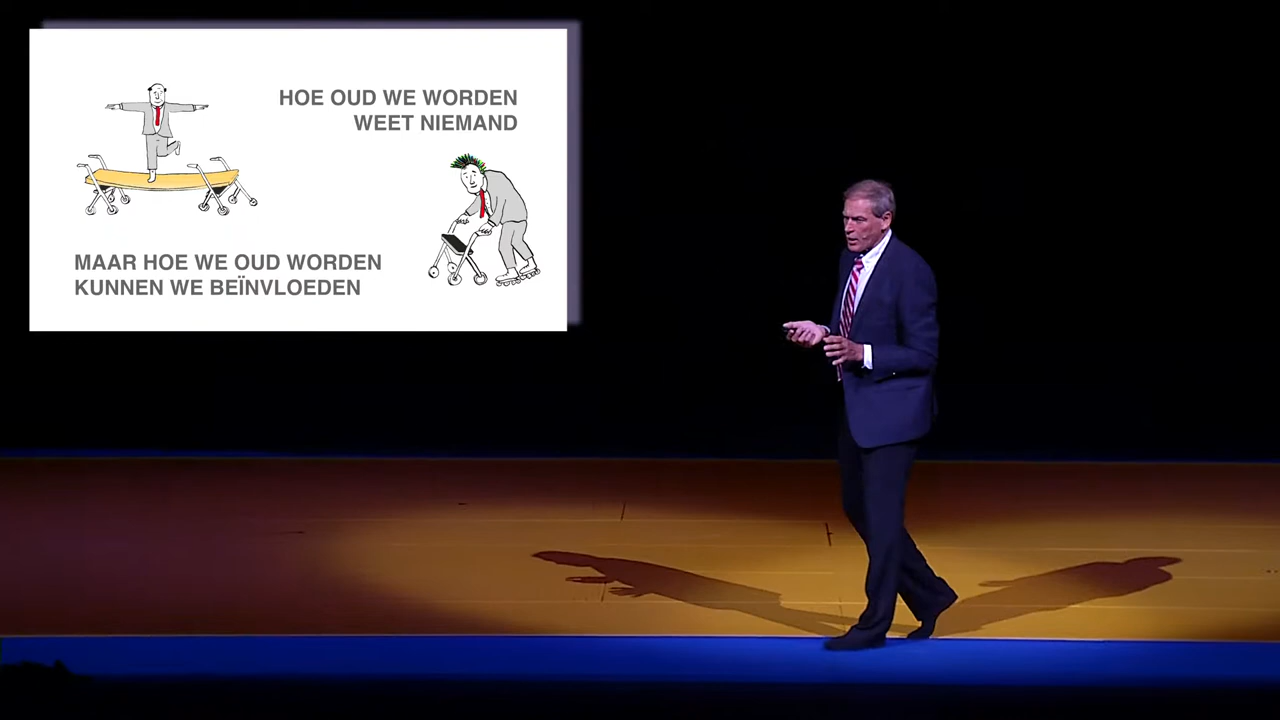 HOE OUD WE WORDEN
WEET NIEMAND
MAAR HOE WE OUD WORDEN
KUNNEN WE BEÏNVLOEDEN